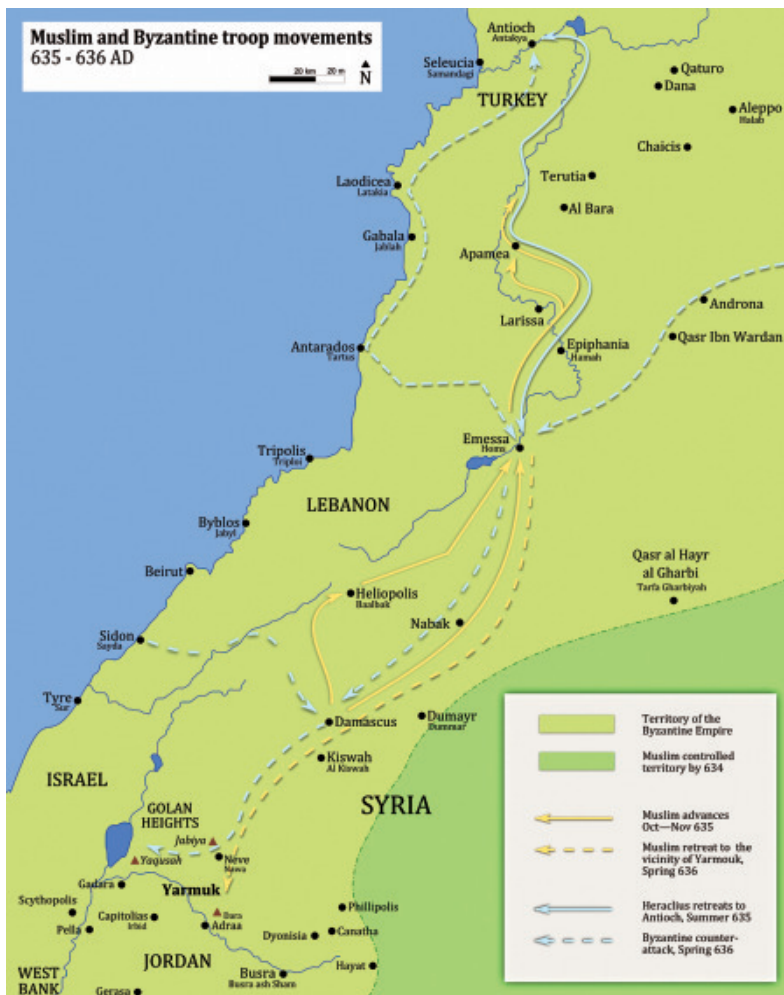 Muslim and Byzantine troop movements
635 - 636 AD
20 km 20 m
N
Antioch
Antakya
Seleucia
Samandagi
TURKEY
Qaturo
Dana
Aleppo
Halab
Chaicis
Laodicea
Latakia
Terutia
Al Bara
Gabala
Jablah
Apamea
Larissa
Androna
Antarados
Tartus
Epiphania
Hamah
Qasr Ibn Wardan
Emessa
Homs
Tripolis
Triploi
LEBANON
Byblos
Jabyl
Beirut
Qasr al Hayr
al Gharbi
Tarfa Gharbiyah
Heliopolis
Baalbak
Nabak
Sidon
Sayda
Tyre
Sur
Damascus
Dumayr
Dummar
Kiswah
Al Kiswah
ISRAEL
SYRIA
GOLAN
HEIGHTS
Jabiya
Yaqusah
Neve
Nawa
Gadara
Yarmuk
Scythopolis
Capitolias
Irbid
Dara
Adraa
Phillipolis
Pella
Dyonisia
Canatha
JORDAN
WEST
BANK
Busra
Busra ash Sham
Hayat
Gerasa
Territory of the
Byzantine Empire
Muslim controlled
territory by 634
Muslim advances
Oct—Nov 635
Muslim retreat to the
vicinity of Yarmouk,
Spring 636
Heraclius retreats to
Antioch, Summer 635
Byzantine counter-
attack, Spring 636